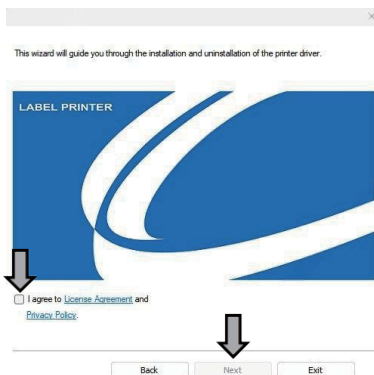 This wizard will guide you through the installation and uninstallation of the printer driver.
LABEL PRINTER
I agree to License Agreement and
Privacy Policy.
Back Next Exit